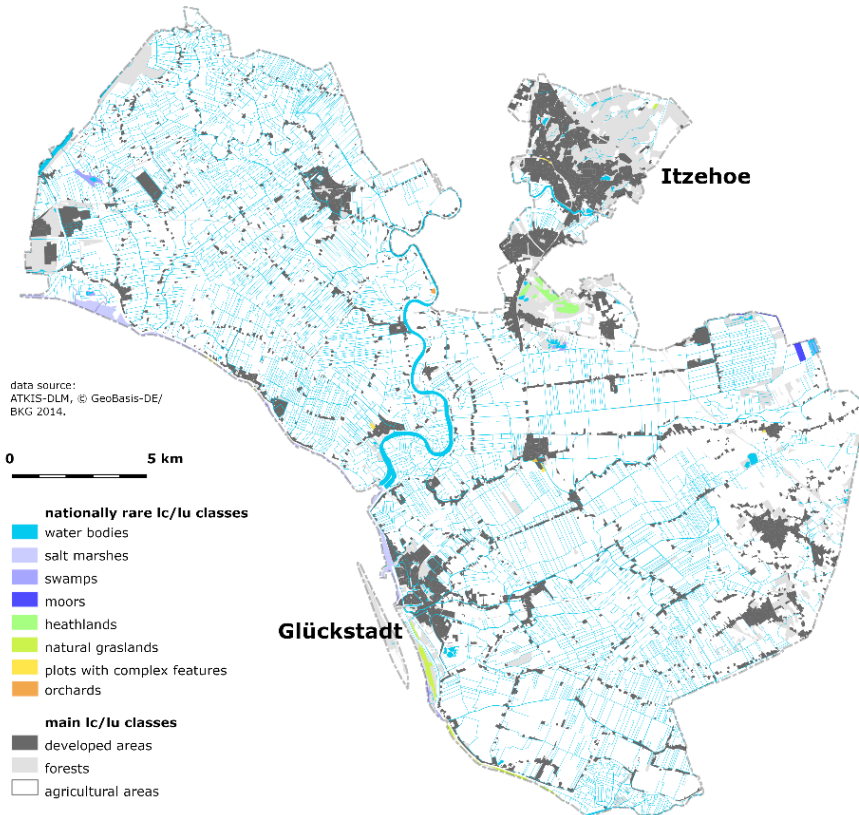 Itzehoe
data source:
ATKIS-DLM, © GeoBasis-DE/
BKG 2014.
0 5 km
nationally rare lc/lu classes
water bodies
salt marshes
swamps
moors
heathlands
natural graslands
plots with complex features
orchards
Glückstadt
main lc/lu classes
developed areas
forests
agricultural areas